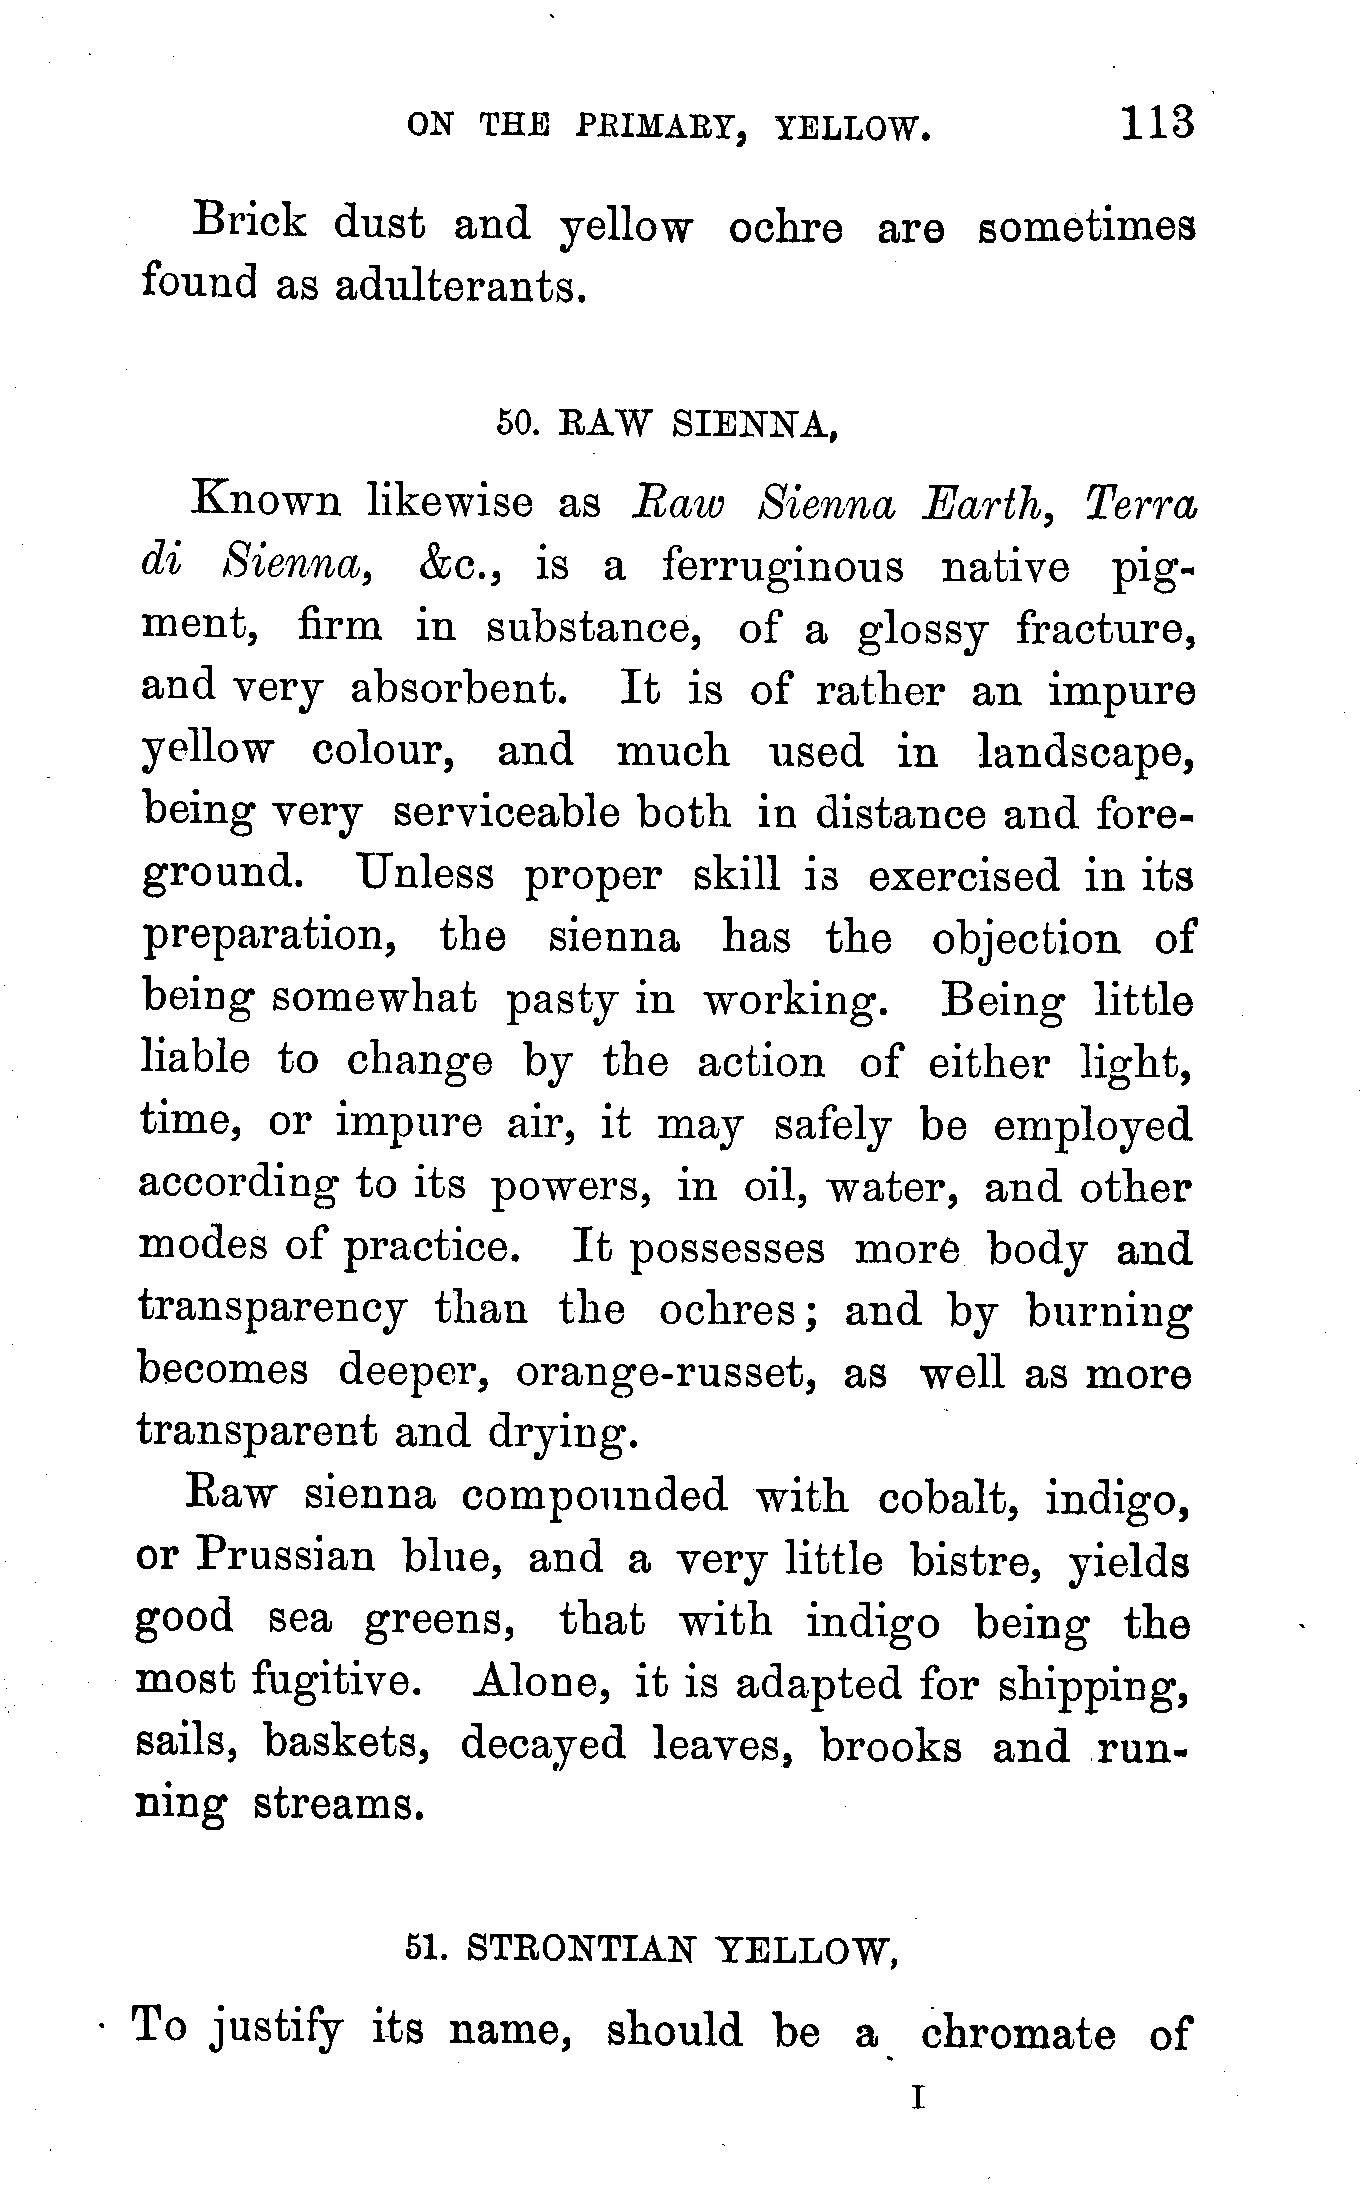 ON THE PRIMARY, YELLOW. 113
Brick dust and yellow ochre are sometimes
found as adulterants.
50. RAW SIENNA,
Known likewise as Raw Sienna Earth, Terra
di Sienna, &c., is a ferruginous native pig-
ment, firm in substance, of a glossy fracture,
and very absorbent. It is of rather an impure
yellow colour, and much used in landscape,
being very serviceable both in distance and fore-
ground. Unless proper skill is exercised in its
preparation, the sienna has the objection of
being somewhat pasty in working. Being little
liable to change by the action of either light,
time, or impure air, it may safely be employed
according to its powers, in oil, water, and other
modes of practice. It possesses more body and
transparency than the ochres; and by burning
becomes deeper, orange-russet, as well as more
transparent and drying.
Raw sienna compounded with cobalt, indigo,
or Prussian blue, and a very little bistre, yields
good sea greens, that with indigo being the
most fugitive. Alone, it is adapted for shipping,
sails, baskets, decayed leaves, brooks and run-
ning streams.
51. STRONTIAN YELLOW,
To justify its name, should be a chromate of
I